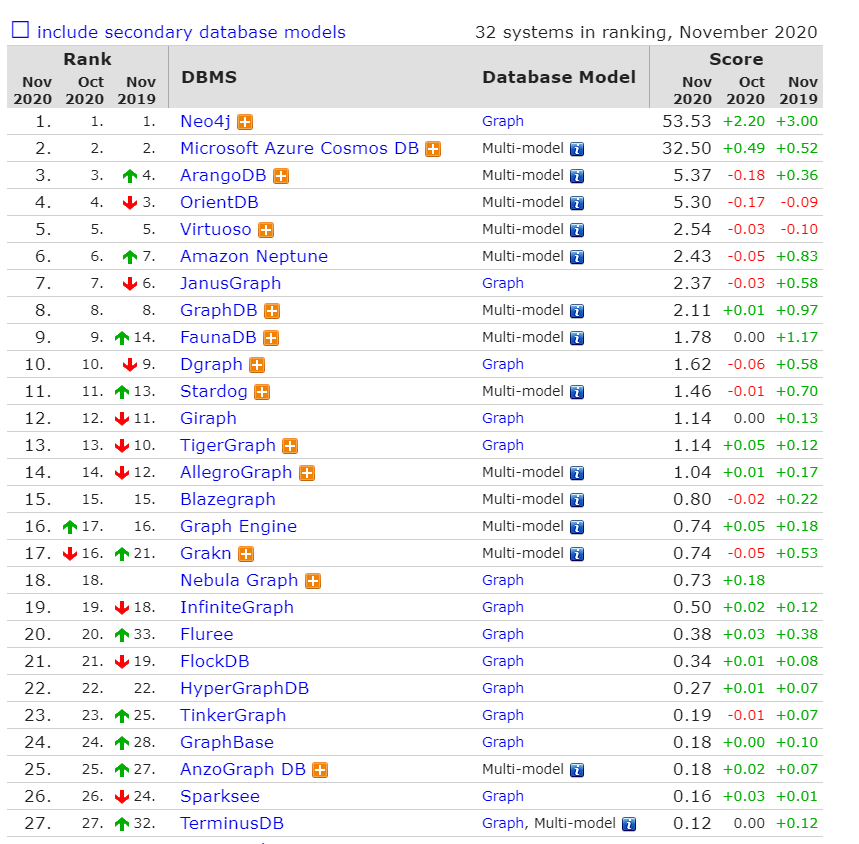 include secondary database models 32 systems in ranking, November 2020
Rank DBMS Database Model Score
Nov 2020 Oct 2020 Nov 2019 Nov 2020 Oct 2020 Nov 2019
1. 1. 1. Neo4j Graph 53.53 +2.20 +3.00
2. 2. 2. Microsoft Azure Cosmos DB Multi-model 32.50 +0.49 +0.52
3. 3. 4. ArangoDB Multi-model 5.37 -0.18 +0.36
4. 4. 3. OrientDB Multi-model 5.30 -0.17 -0.09
5. 5. 5. Virtuoso Multi-model 2.54 -0.03 -0.10
6. 6. 7. Amazon Neptune Multi-model 2.43 -0.05 +0.83
7. 7. 6. JanusGraph Graph 2.37 -0.03 +0.58
8. 8. 8. GraphDB Multi-model 2.11 +0.01 +0.97
9. 9. 14. FaunaDB Multi-model 1.78 0.00 +1.17
10. 10. 9. Dgraph Graph 1.62 -0.06 +0.58
11. 11. 13. Stardog Multi-model 1.46 -0.01 +0.70
12. 12. 11. Giraph Graph 1.14 0.00 +0.13
13. 13. 10. TigerGraph Graph 1.14 +0.05 +0.12
14. 14. 12. AllegroGraph Multi-model 1.04 +0.01 +0.17
15. 15. 15. Blazegraph Multi-model 0.80 -0.02 +0.22
16. 17. 16. Graph Engine Multi-model 0.74 +0.05 +0.18
17. 16. 21. Grakn Multi-model 0.74 -0.05 +0.53
18. 18. Nebula Graph Graph 0.73 +0.18
19. 19. 18. InfiniteGraph Graph 0.50 +0.02 +0.12
20. 20. 33. Fluree Graph 0.38 +0.03 +0.38
21. 21. 19. FlockDB Graph 0.34 +0.01 +0.08
22. 22. 22. HyperGraphDB Graph 0.27 +0.01 +0.07
23. 23. 25. TinkerGraph Graph 0.19 -0.01 +0.07
24. 24. 28. GraphBase Graph 0.18 +0.00 +0.10
25. 25. 27. AnzoGraph DB Multi-model 0.18 +0.02 +0.07
26. 26. 24. Sparksee Graph 0.16 +0.03 +0.01
27. 27. 32. TerminusDB Graph, Multi-model 0.12 0.00 +0.12